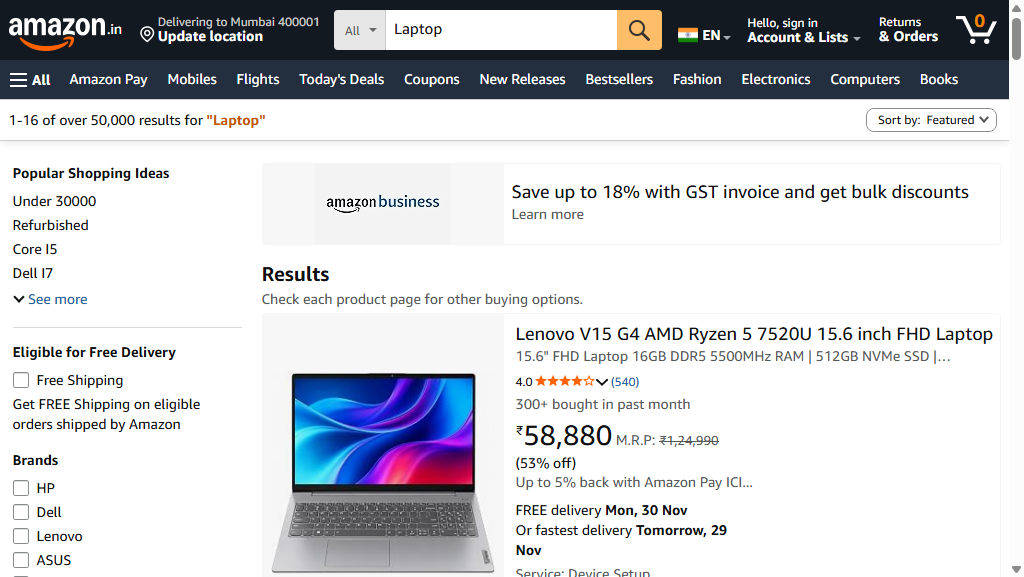 amazon.in
Delivering to Mumbai 400001
Update location
All
Laptop
EN
Hello, sign in
Account & Lists
Returns
& Orders
0
All
Amazon Pay
Mobiles
Flights
Today's Deals
Coupons
New Releases
Bestsellers
Fashion
Electronics
Computers
Books
1-16 of over 50,000 results for "Laptop"
Sort by: Featured
Popular Shopping Ideas
Under 30000
Refurbished
Core I5
Dell I7
See more
Eligible for Free Delivery
Free Shipping
Get FREE Shipping on eligible
orders shipped by Amazon
Brands
HP
Dell
Lenovo
ASUS
amazon business
Save up to 18% with GST invoice and get bulk discounts
Learn more
Results
Check each product page for other buying options.
Lenovo V15 G4 AMD Ryzen 5 7520U 15.6 inch FHD Laptop
15.6" FHD Laptop 16GB DDR5 5500MHz RAM | 512GB NVMe SSD |...
4.0 (540)
300+ bought in past month
₹58,880 M.R.P: ₹1,24,990
(53% off)
Up to 5% back with Amazon Pay ICI...
FREE delivery Mon, 30 Nov
Or fastest delivery Tomorrow, 29
Nov
Service: Device Setup